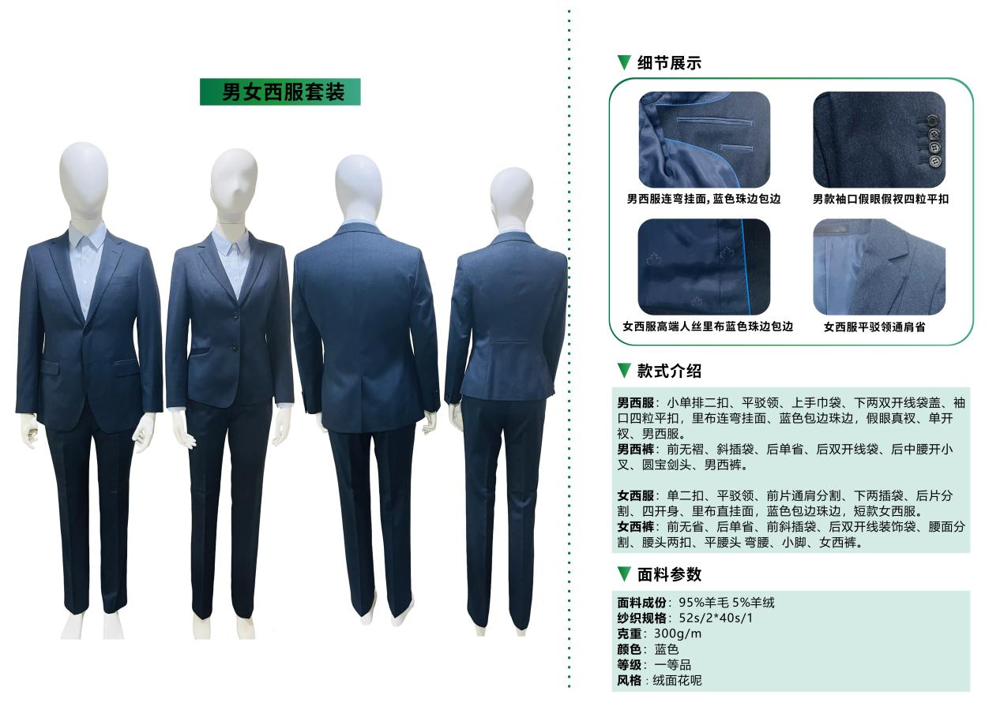 男女西服套装
细节展示
男西服连弯挂面,蓝色珠边包边
男款袖口假眼假衩四粒平扣
女西服高端人丝里布蓝色珠边包边
女西服平驳领通肩省
款式介绍
男西服：小单排二扣、平驳领、上手巾袋、下两双开线袋盖、袖
口四粒平扣，里布连弯挂面、蓝色包边珠边，假眼真衩、单开
衩、男西服。
男西裤：前无褶、斜插袋、后单省、后双开线袋、后中腰开小
叉、圆宝剑头、男西裤。
女西服：单二扣、平驳领、前片通肩分割、下两插袋、后片分
割、四开身、里布直挂面，蓝色包边珠边，短款女西服。
女西裤：前无省、后单省、前斜插袋、后双开线装饰袋、腰面分
割、腰头两扣、平腰头 弯腰、小脚、女西裤。
面料参数
面料成份：95%羊毛 5%羊绒
纱织规格：52s/2*40s/1
克重：300g/m
颜色：蓝色
等级：一等品
风格：绒面花呢